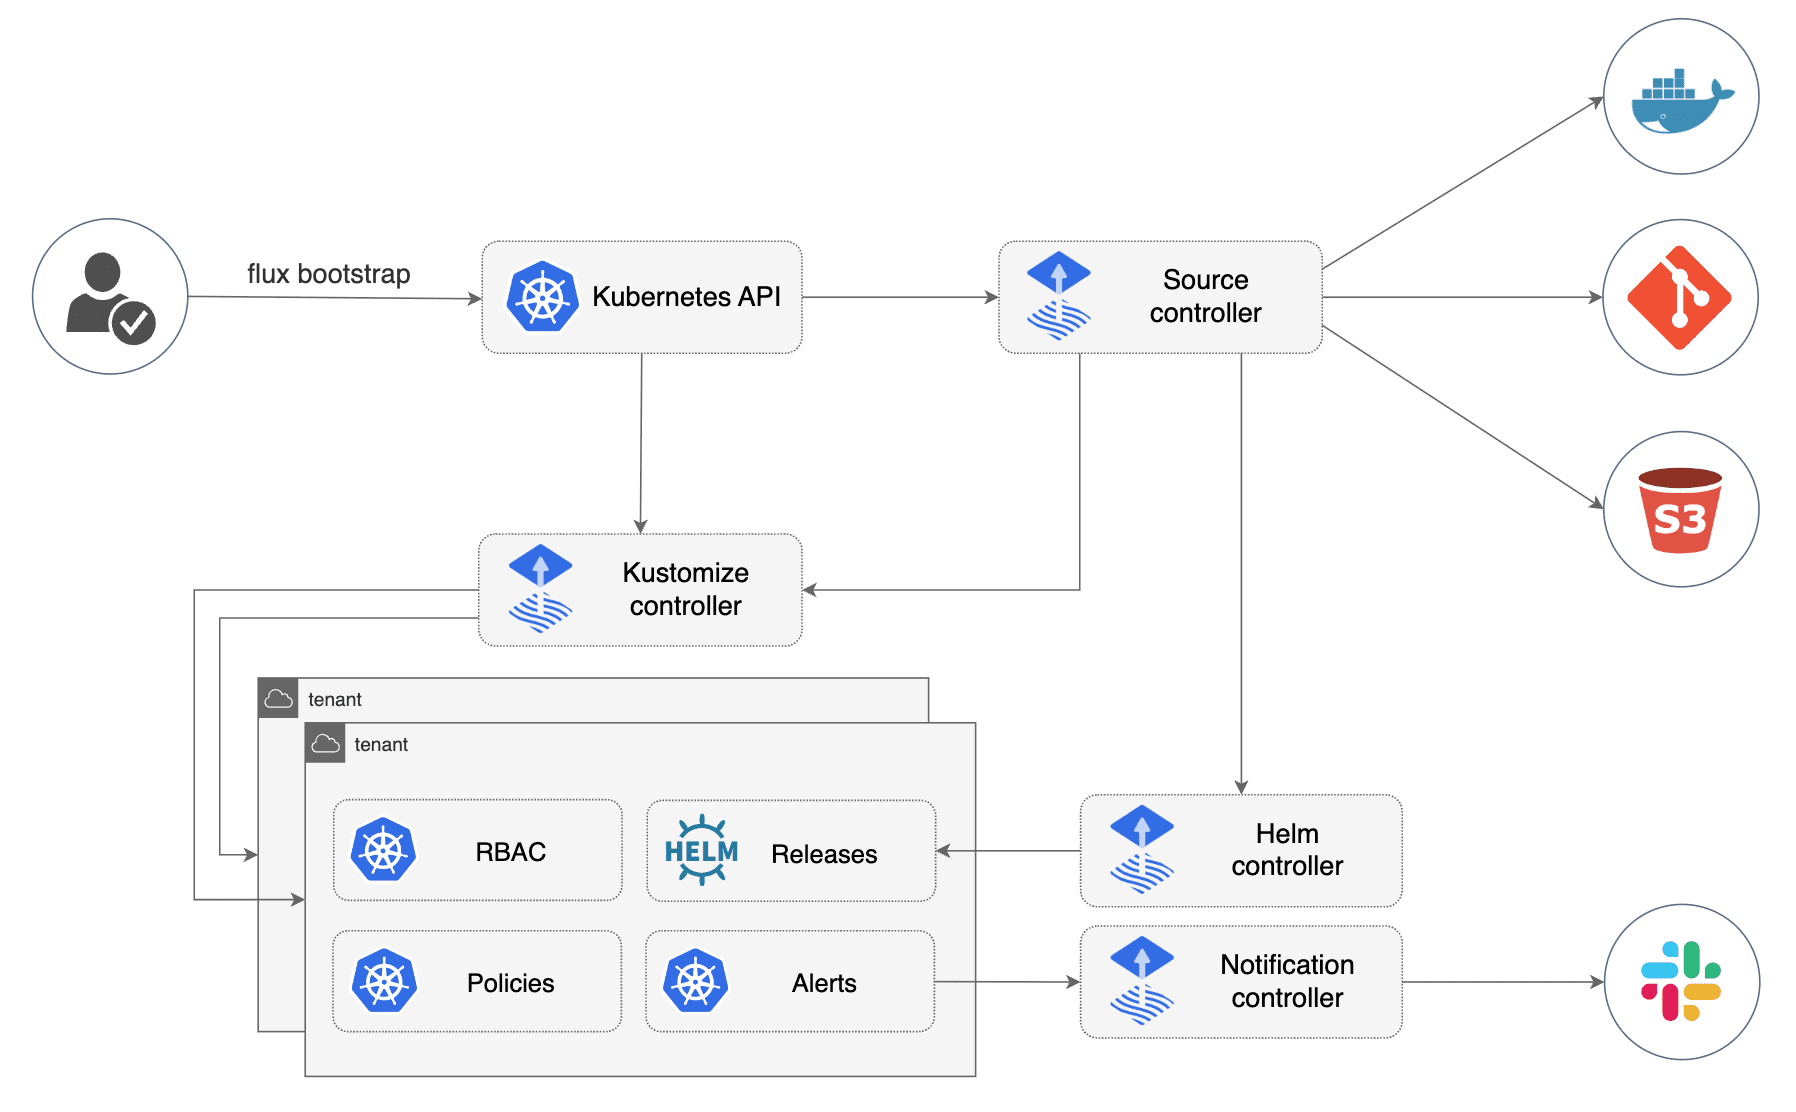 flux bootstrap
Kubernetes API
Source
controller
S3
Kustomize
controller
tenant
tenant
RBAC
HELM
Releases
Helm
controller
Policies
Alerts
Notification
controller